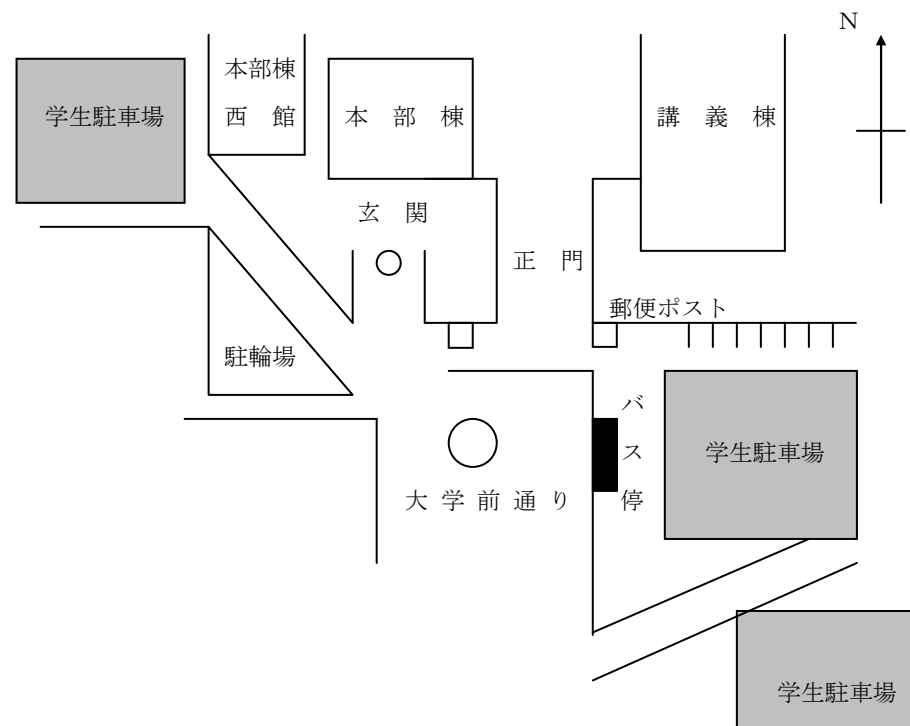 N
本部棟
西 館
学生駐車場
本 部 棟
講 義 棟
玄 関
正 門
郵便ポスト
駐輪場
バス停
学生駐車場
大 学 前 通 り
学生駐車場